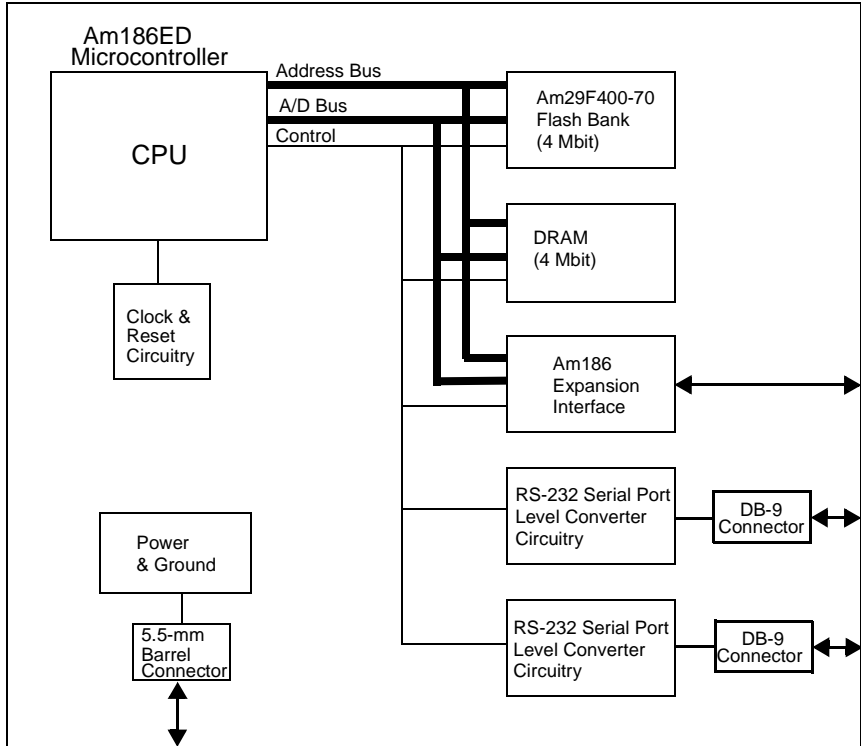 Am186ED
Microcontroller
CPU
Address Bus
A/D Bus
Control
Am29F400-70
Flash Bank
(4 Mbit)
DRAM
(4 Mbit)
Clock &
Reset
Circuitry
Am186
Expansion
Interface
RS-232 Serial Port
Level Converter
Circuitry
DB-9
Connector
Power
& Ground
5.5-mm
Barrel
Connector
RS-232 Serial Port
Level Converter
Circuitry
DB-9
Connector